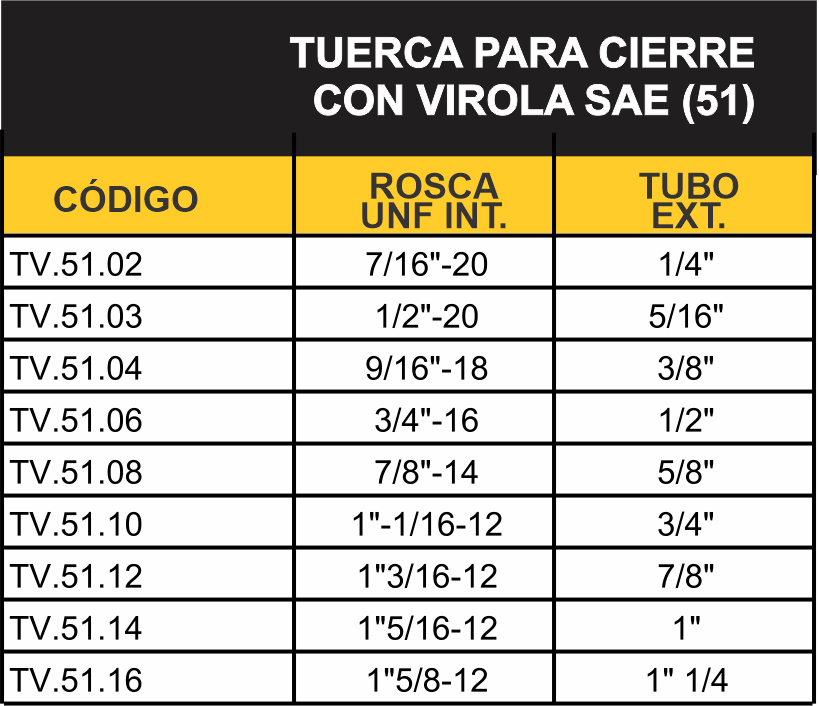 TUERCA PARA CIERRE
CON VIROLA SAE (51)
CÓDIGO ROSCA UNF INT. TUBO EXT.
TV.51.02 7/16"-20 1/4"
TV.51.03 1/2"-20 5/16"
TV.51.04 9/16"-18 3/8"
TV.51.06 3/4"-16 1/2"
TV.51.08 7/8"-14 5/8"
TV.51.10 1"-1/16-12 3/4"
TV.51.12 1"3/16-12 7/8"
TV.51.14 1"5/16-12 1"
TV.51.16 1"5/8-12 1" 1/4